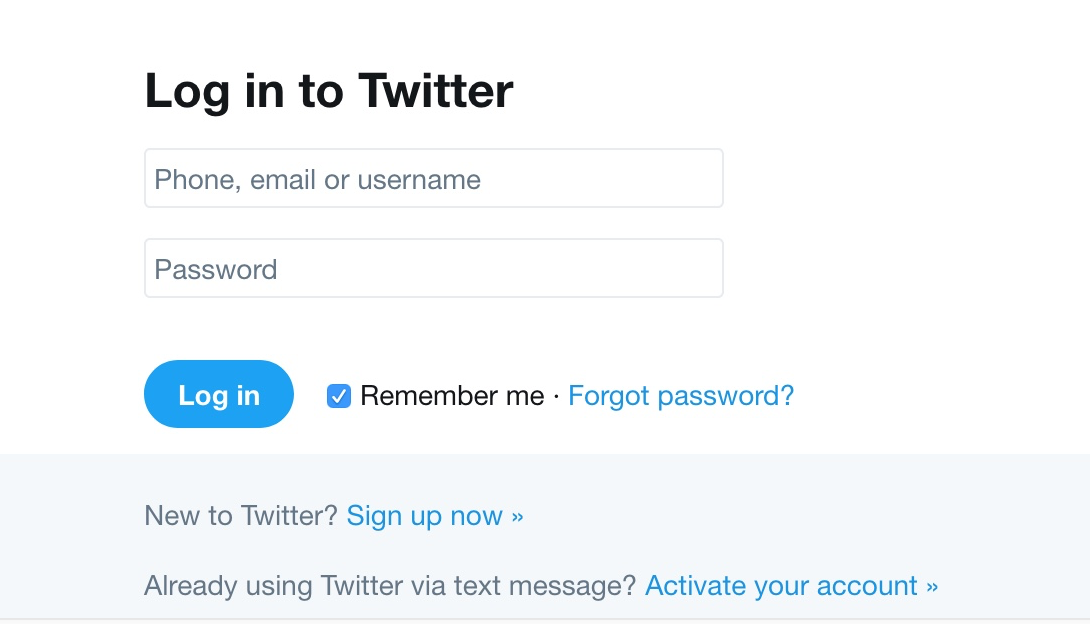 Log in to Twitter
Phone, email or username
Password
Log in Remember me · Forgot password?
New to Twitter? Sign up now »
Already using Twitter via text message? Activate your account »